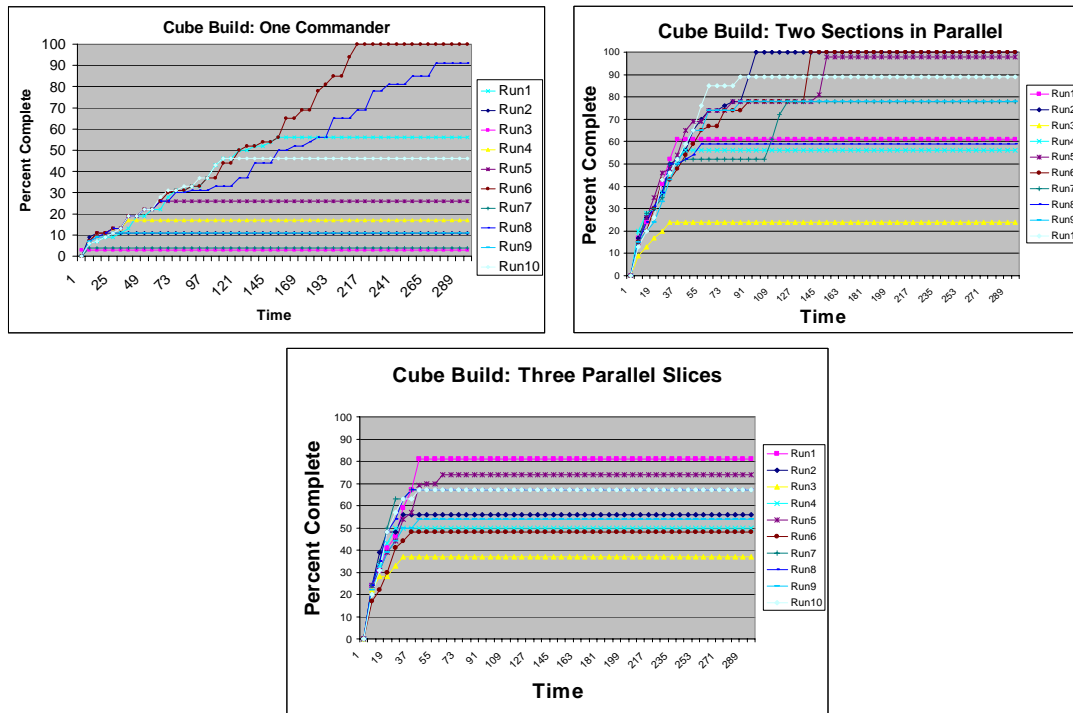 Cube Build: One Commander
Percent Complete
100
90
80
70
60
50
40
30
20
10
0
1
25
49
73
97
121
145
169
193
217
241
265
289
Time
Run1
Run2
Run3
Run4
Run5
Run6
Run7
Run8
Run9
Run10
Cube Build: Two Sections in Parallel
Percent Complete
100
90
80
70
60
50
40
30
20
10
0
1
19
37
55
73
91
109
127
145
163
181
199
217
235
253
271
289
Time
Run1
Run2
Run3
Run4
Run5
Run6
Run7
Run8
Run9
Run1
Cube Build: Three Parallel Slices
Percent Complete
100
90
80
70
60
50
40
30
20
10
0
1
19
37
55
73
91
109
127
145
163
181
199
217
235
253
271
289
Time
Run1
Run2
Run3
Run4
Run5
Run6
Run7
Run8
Run9
Run10